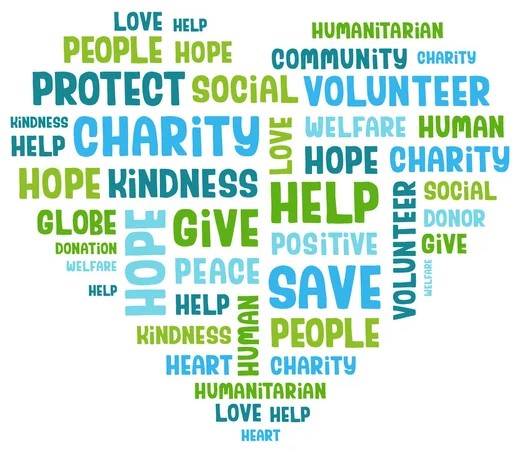 LOVE HELP
HUMANITARIAN
PEOPLE HOPE
COMMUNITY CHARITY
PROTECT SOCIAL VOLUNTEER
KINDNESS
HELP
CHARITY
LOVE
WELFARE HUMAN
HOPE CHARITY
HOPE KINDNESS
HELP
VOLUNTEER
SOCIAL
DONOR
GIVE
WELFARE
GLOBE
DONATION
WELFARE
HELP
HOPE
GIVE
PEACE
HELP
POSITIVE
SAVE
KINDNESS
HUMAN
PEOPLE
HEART
CHARITY
HUMANITARIAN
LOVE HELP
HEART